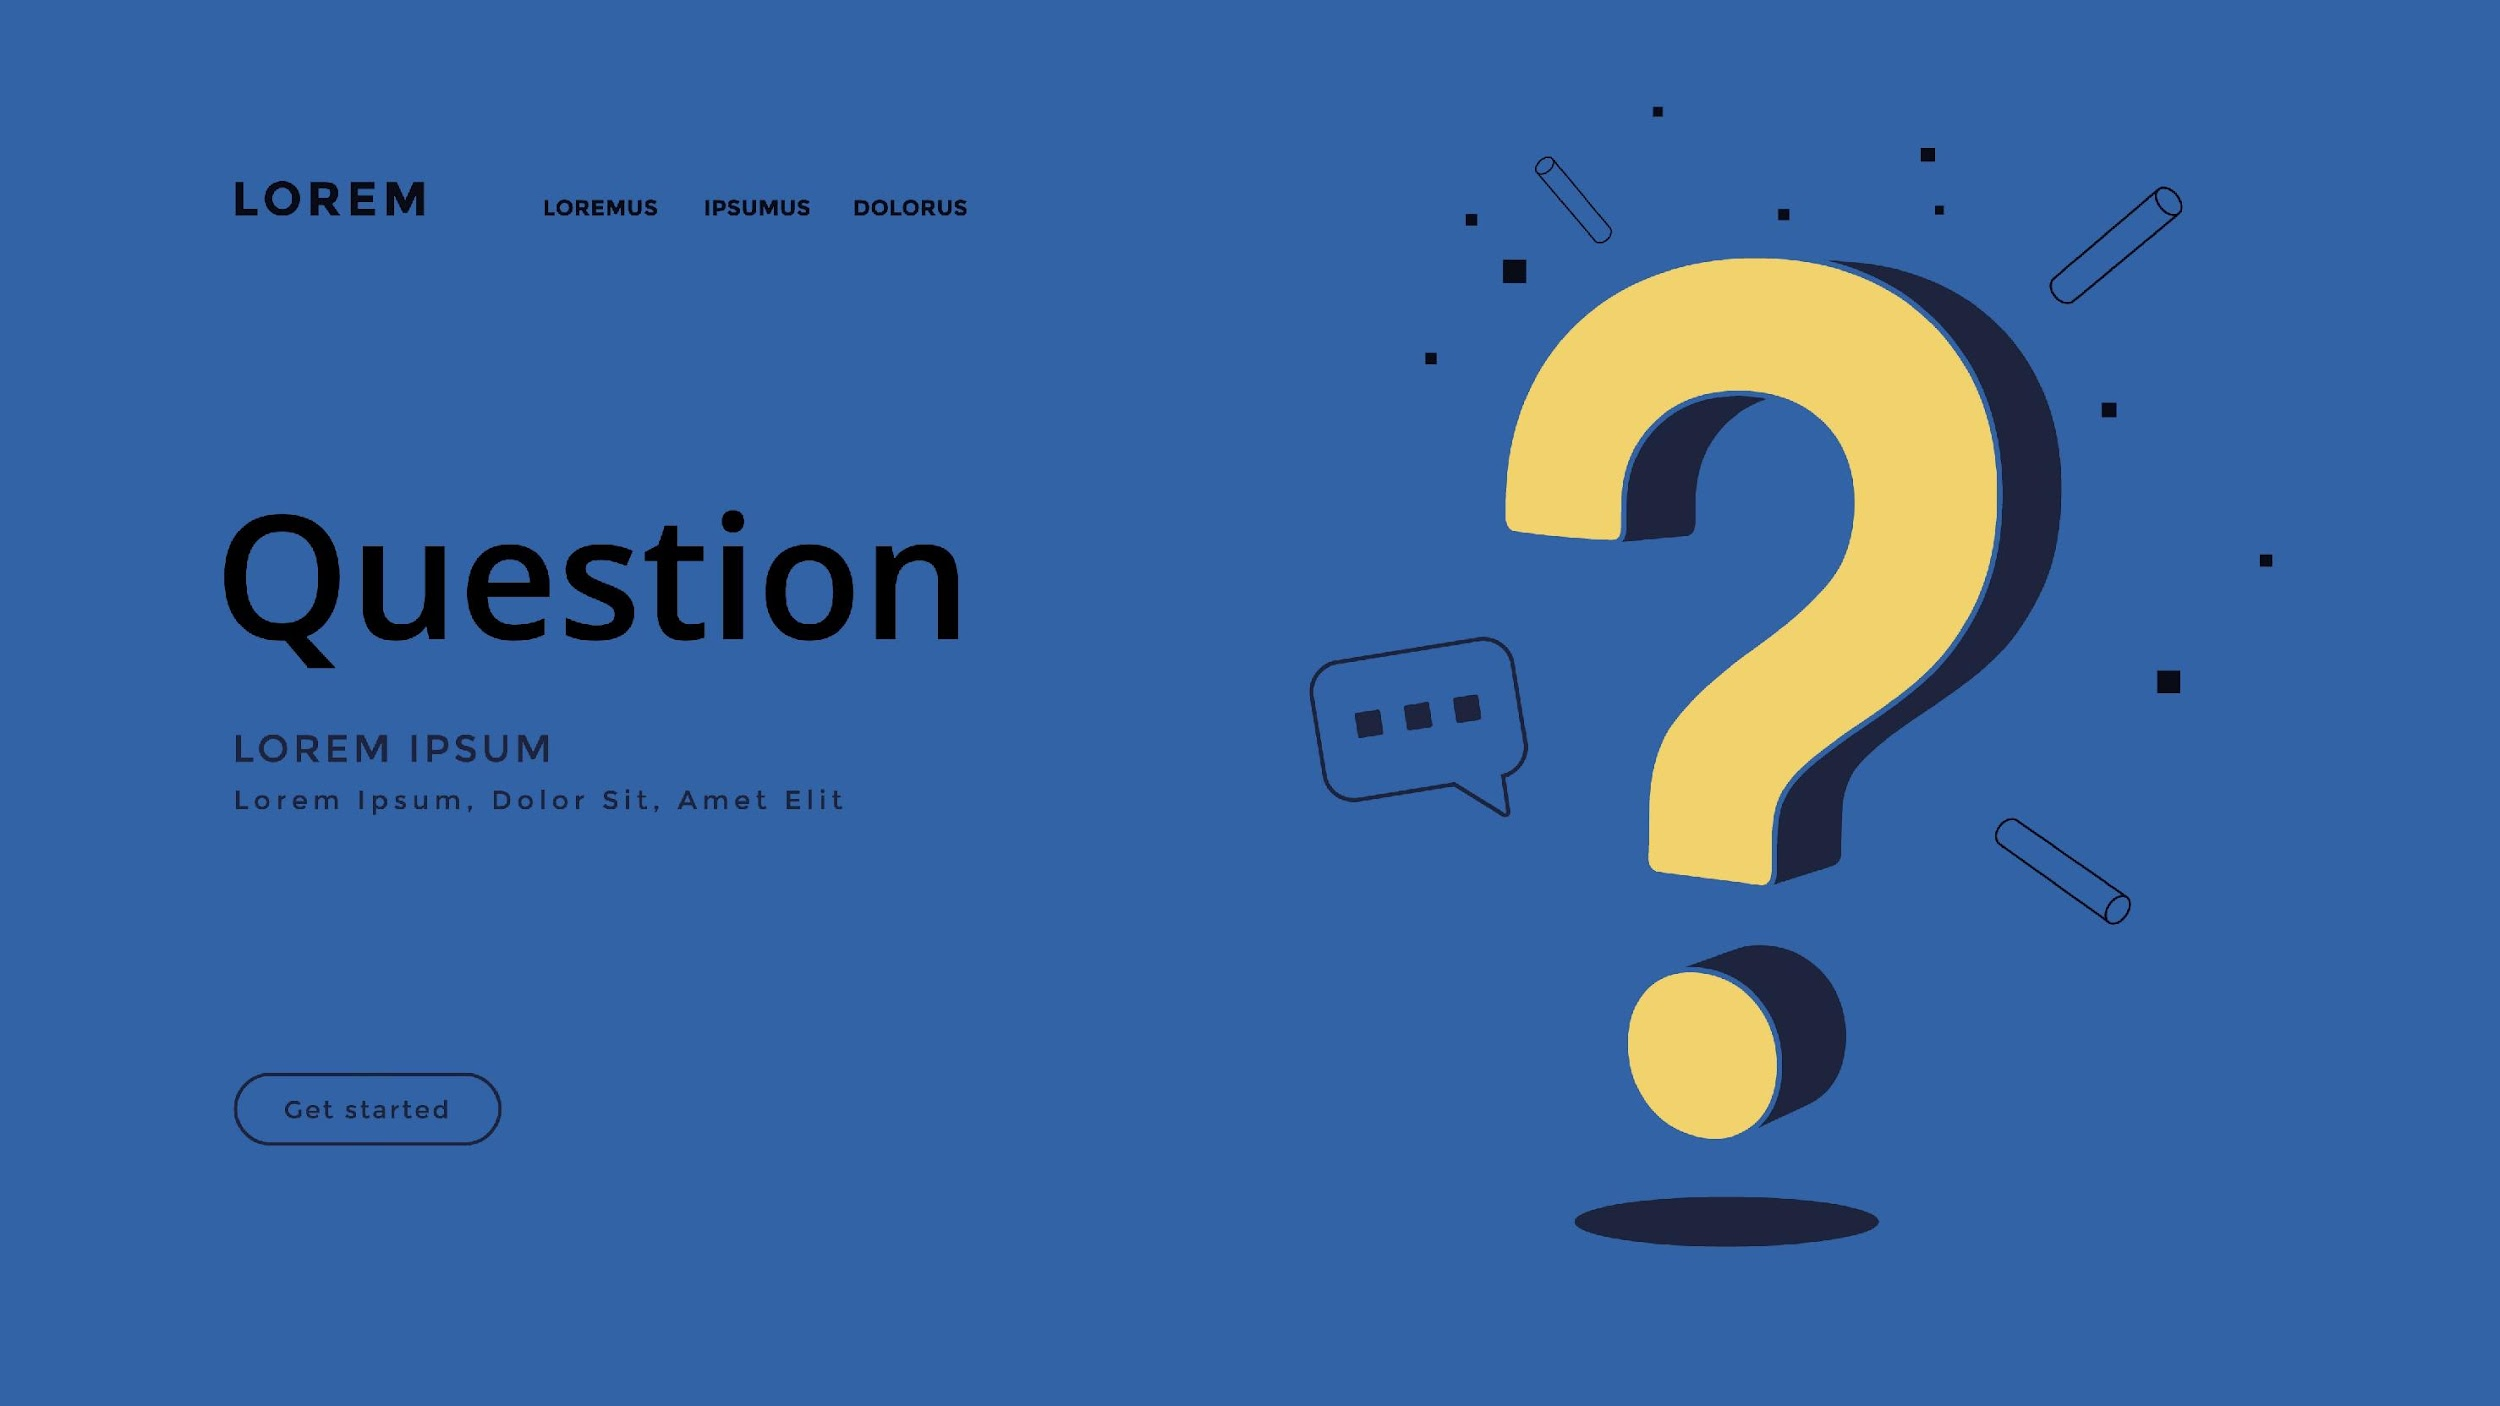 LOREM LOREMUS IPSUMUS DOLORUS
Question
LOREM IPSUM
Lorem Ipsum, Dolor Sit, Amet Elit
Get started
?